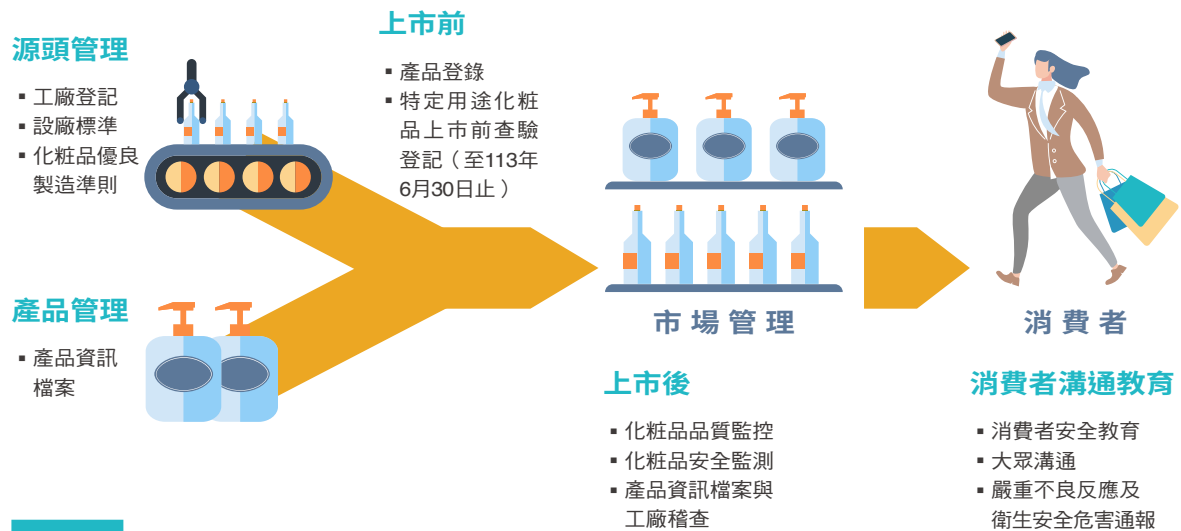 源頭管理
▪ 工廠登記
▪ 設廠標準
▪ 化粧品優良
製造準則
上市前
▪ 產品登錄
▪ 特定用途化粧
品上市前查驗
登記（至113年
6月30日止）
產品管理
▪ 產品資訊
檔案
市場管理
上市後
▪ 化粧品品質監控
▪ 化粧品安全監測
▪ 產品資訊檔案與
工廠稽查
消費者
消費者溝通教育
▪ 消費者安全教育
▪ 大眾溝通
▪ 嚴重不良反應及
衛生安全危害通報